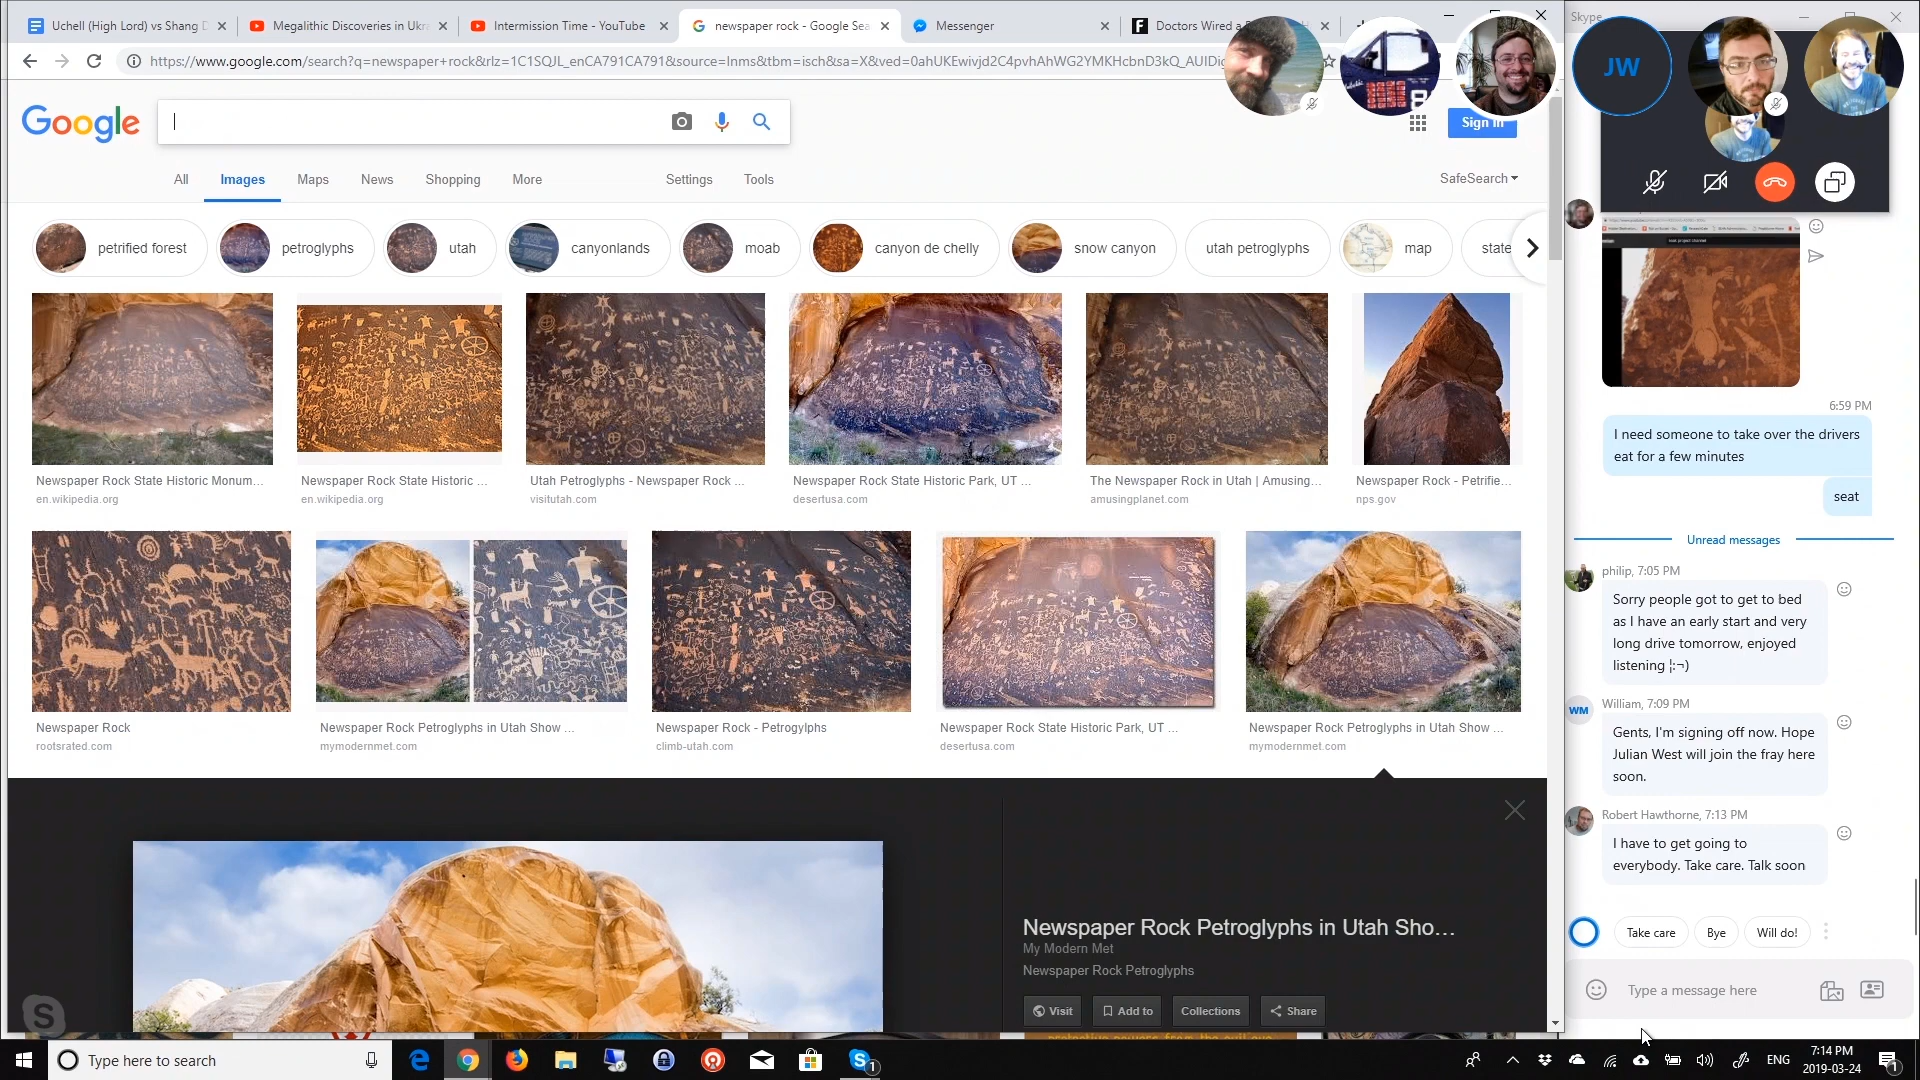 Uchell (High Lord) vs Shang D
Megalithic Discoveries in Ukra
Intermission Time - YouTube
newspaper rock - Google Sea
Messenger
Doctors Wired a
Skype
https://www.google.com/search?q=newspaper+rock&rlz=1C1SQJL_enCA791CA791&source=lnms&tbm=isch&sa=X&ved=0ahUKEwivjd2C4pvhAhWG2YMKHcbnD3kQ_AUIDig
JW
Google
Sign in
All
Images
Maps
News
Shopping
More
Settings
Tools
SafeSearch
petrified forest
petroglyphs
utah
canyonlands
moab
canyon de chelly
snow canyon
utah petroglyphs
map
state
Newspaper Rock State Historic Monum...
en.wikipedia.org
Newspaper Rock State Historic ...
en.wikipedia.org
Utah Petroglyphs - Newspaper Rock ...
visitutah.com
Newspaper Rock State Historic Park, UT ...
desertusa.com
The Newspaper Rock in Utah | Amusing...
amusingplanet.com
Newspaper Rock - Petrifie...
nps.gov
Newspaper Rock
rootsrated.com
Newspaper Rock Petroglyphs in Utah Show ...
mymodernmet.com
Newspaper Rock - Petrogylphs
climb-utah.com
Newspaper Rock State Historic Park, UT ...
desertusa.com
Newspaper Rock Petroglyphs in Utah Show ...
mymodernmet.com
Newspaper Rock Petroglyphs in Utah Sho...
My Modern Met
Newspaper Rock Petroglyphs
Visit
Add to
Collections
Share
6:59 PM
I need someone to take over the drivers
eat for a few minutes
seat
Unread messages
philip, 7:05 PM
Sorry people got to get to bed
as I have an early start and very
long drive tomorrow, enjoyed
listening ¦:¬)
WM
William, 7:09 PM
Gents, I'm signing off now. Hope
Julian West will join the fray here
soon.
Robert Hawthorne, 7:13 PM
I have to get going to
everybody. Take care. Talk soon
Take care
Bye
Will do!
Type a message here
Type here to search
1
ENG
7:14 PM
2019-03-24
1